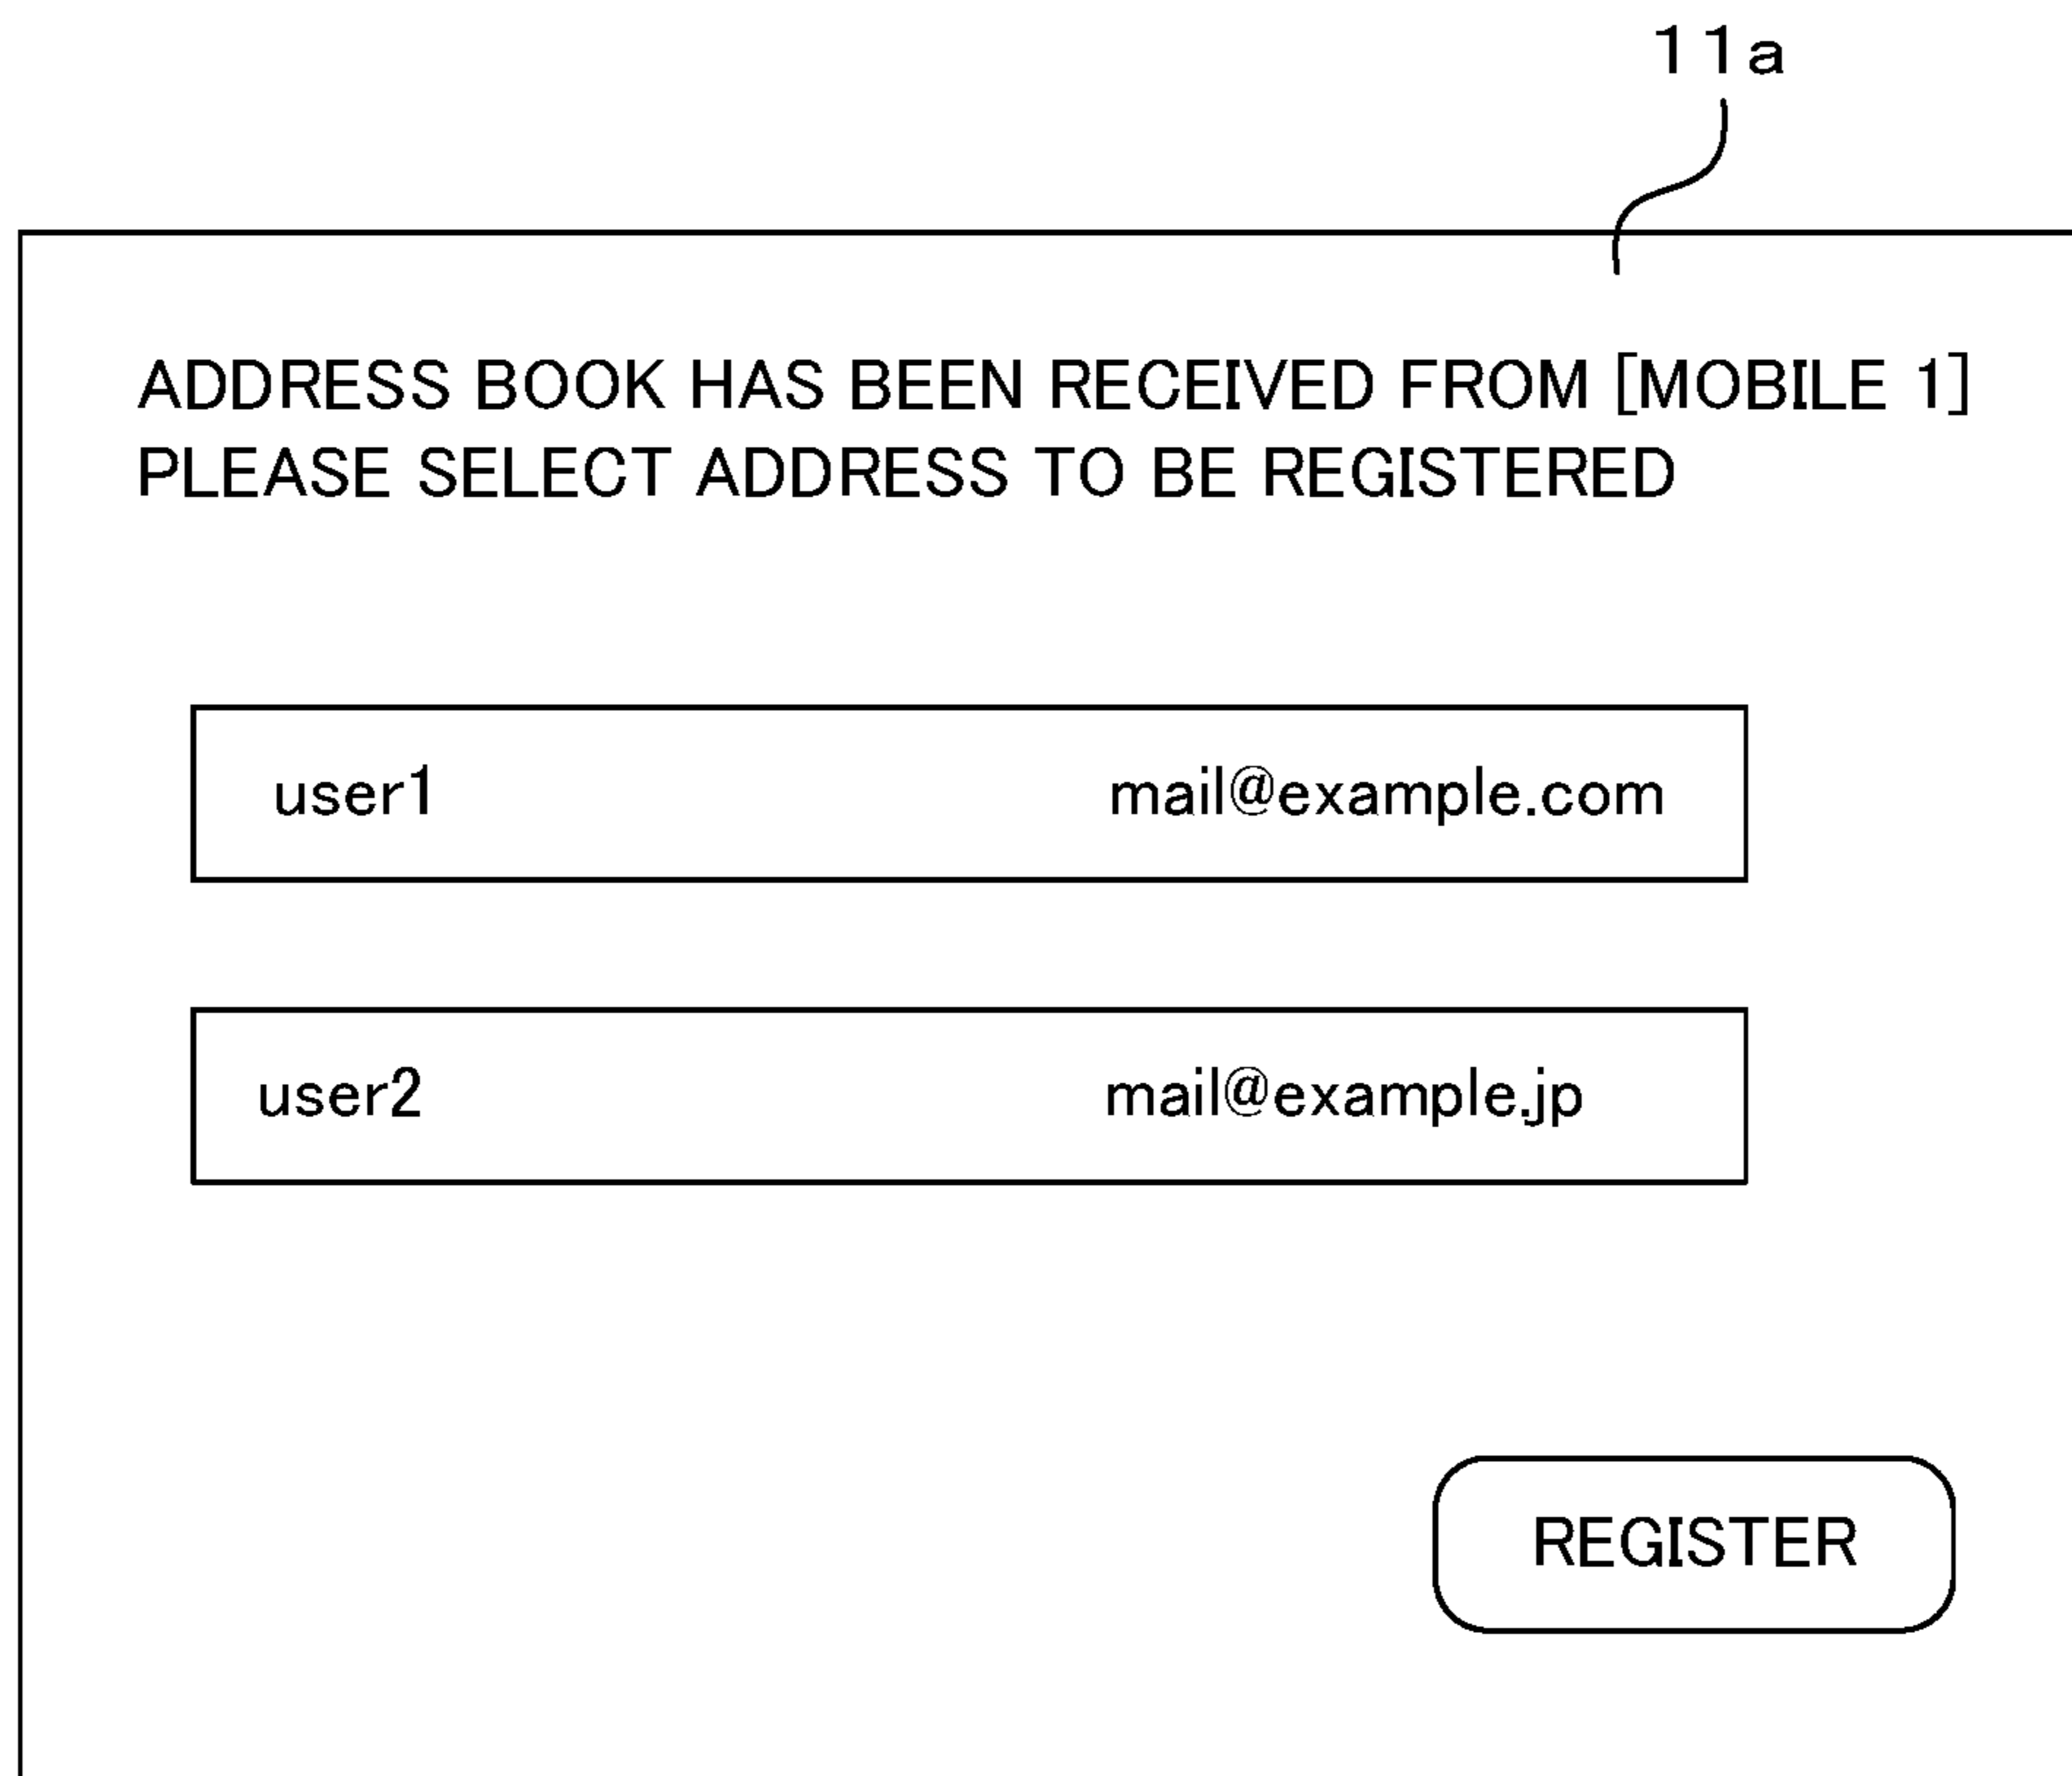 11a
ADDRESS BOOK HAS BEEN RECEIVED FROM [MOBILE 1]
PLEASE SELECT ADDRESS TO BE REGISTERED
user1 mail@example.com
user2 mail@example.jp
REGISTER